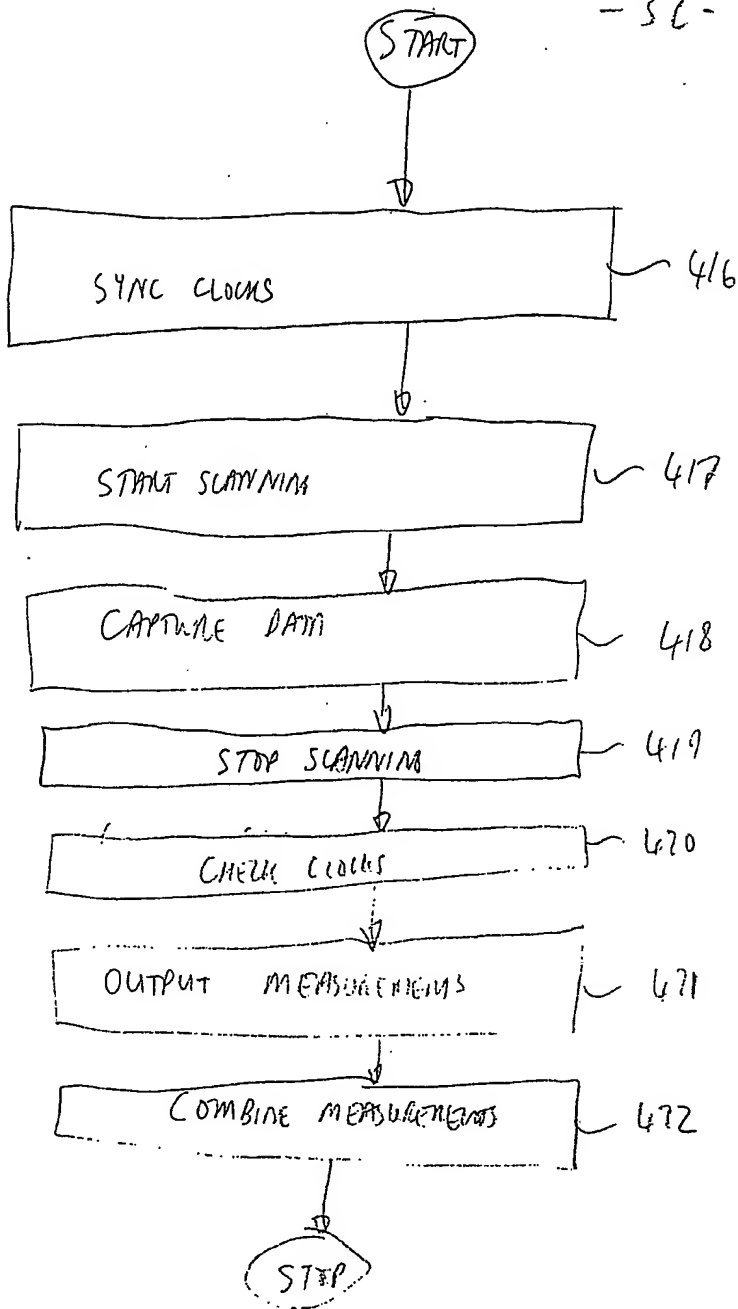 - 56 -
START
SYNC CLOCKS
416
START SCANNING
417
CAPTURE DATA
418
STOP SCANNING
419
CHECK CLOCKS
420
OUTPUT MEASUREMENTS
421
COMBINE MEASUREMENTS
422
STOP